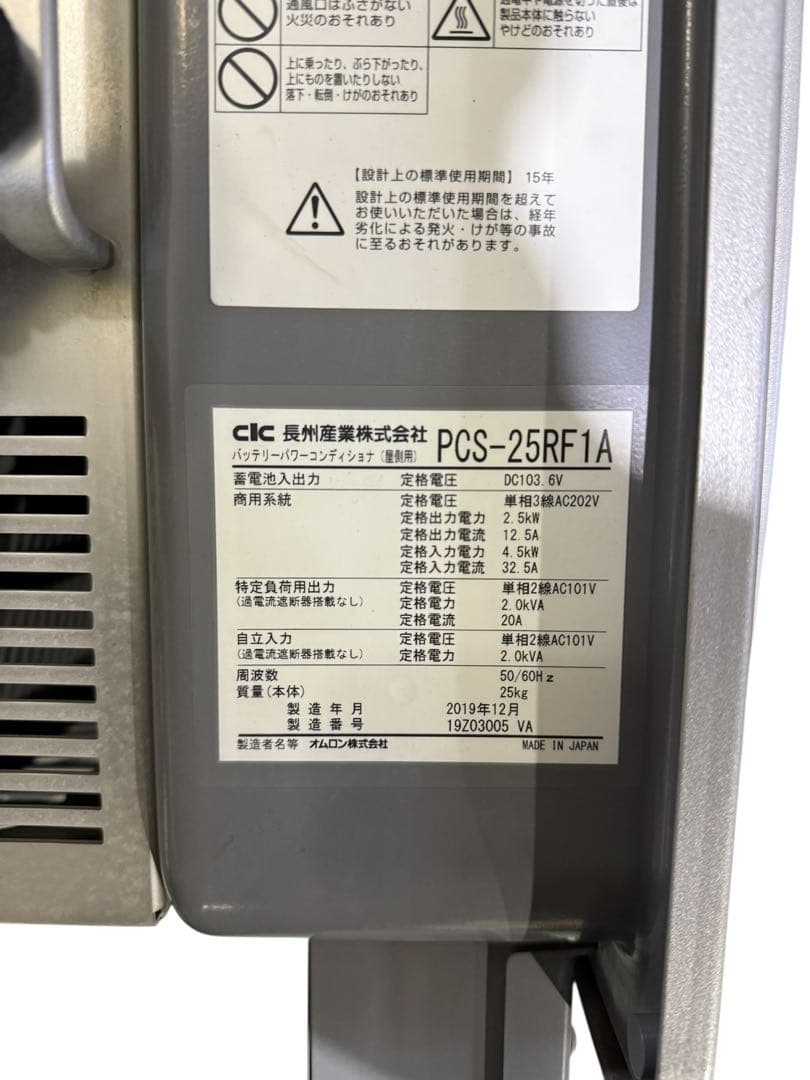 通風口はふさがない
火災のおそれあり
製品本体に触らない
やけどのおそれあり
上に乗ったり、ぶら下がったり、
上にものを置いたりしない
落下・転倒・けがのおそれあり
【設計上の標準使用期間】 15年
設計上の標準使用期間を超えて
お使いいただいた場合は、経年
劣化による発火・けが等の事故
に至るおそれがあります。
CIC 長州産業株式会社 PCS-25RF1A
バッテリーパワーコンディショナ(屋側用)
蓄電池入出力 定格電圧 DC103.6V
商用系統 定格電圧 単相3線AC202V
定格出力電力 2.5kW
定格出力電流 12.5A
定格入力電力 4.5kW
定格入力電流 32.5A
特定負荷用出力 定格電圧 単相2線AC101V
(過電流遮断器搭載なし) 定格電力 2.0kVA
定格電流 20A
自立入力 定格電圧 単相2線AC101V
(過電流遮断器搭載なし) 定格電力 2.0kVA
周波数 50/60Hz
質量(本体) 25kg
製造年月 2019年12月
製造番号 19Z03005 VA
製造者名等 オムロン株式会社 MADE IN JAPAN